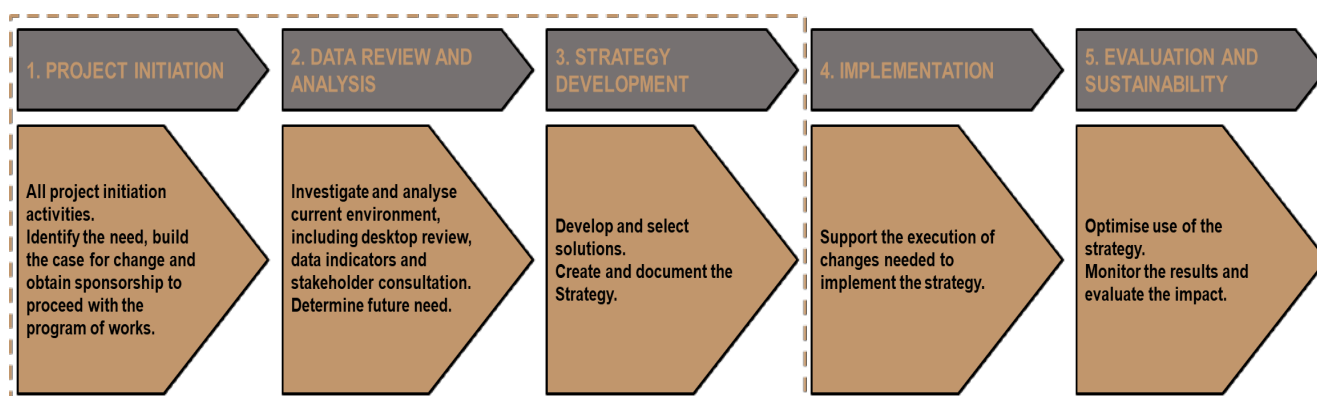 1. PROJECT INITIATION
2. DATA REVIEW AND
ANALYSIS
3. STRATEGY
DEVELOPMENT
4. IMPLEMENTATION
5. EVALUATION AND
SUSTAINABILITY
All project initiation
activities.
Identify the need, build
the case for change and
obtain sponsorship to
proceed with the
program of works.
Investigate and analyse
current environment,
including desktop review,
data indicators and
stakeholder consultation.
Determine future need.
Develop and select
solutions.
Create and document the
Strategy.
Support the execution of
changes needed to
implement the strategy.
Optimise use of the
strategy.
Monitor the results and
evaluate the impact.